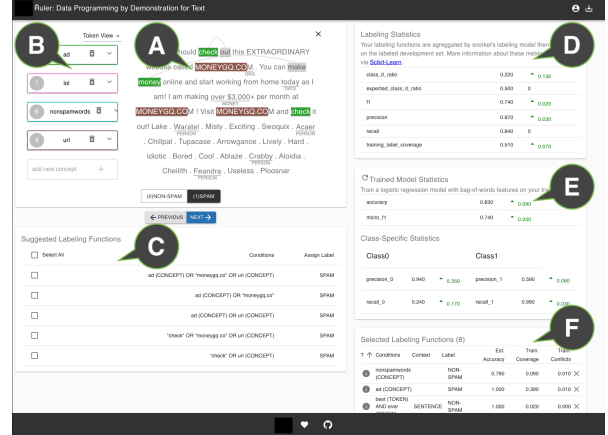 Ruler: Data Programming by Demonstration for Text
Token View
B
ad
1 lol
nonspamwords
4 url
add new concept +
A
should check out this EXTRAORDINARY
website called MONEYGQ.COM . You can make
ORG
money online and start working from home today as I
DATE
am! I am making over $3,000+ per month at
MONEY
MONEYGQ.COM ! Visit MONEYGQ.COM and check it
out! Lake . Waratel . Misty . Exciting . Swoquix . Acaer
PERSON PERSON
. Chillpal . Tupacase . Arrowgance . Lively . Hard .
Idiotic . Bored . Cool . Ablaze . Crabby . Aloidia .
PERSON
Cheilith . Feandra . Useless . Ploosnar
PERSON
(0)NON-SPAM (1)SPAM
← PREVIOUS NEXT →
Suggested Labeling Functions
C
Select All Conditions Assign Label
ad (CONCEPT) OR "moneygq.co" OR url (CONCEPT) SPAM
ad (CONCEPT) OR "moneygq.co" SPAM
ad (CONCEPT) OR url (CONCEPT) SPAM
"check" OR "moneygq.co" OR url (CONCEPT) SPAM
"check" OR url (CONCEPT) SPAM
Labeling Statistics
Your labeling functions are agreggated by snorkel's labeling model then
on the labeled development set. More information about these metric
via Scikit-Learn.
D
class_0_ratio 0.220 0.130
expected_class_0_ratio 0.500 0
f1 0.740 0.020
precision 0.670 0.030
recall 0.840 0
training_label_coverage 0.510 0.070
Trained Model Statistics
Train a logistic regression model with bag-of-words features on your
E
accuracy 0.630 0.090
micro_f1 0.740 0.050
Class-Specific Statistics
Class0 Class1
precision_0 0.940 0.350 precision_1 0.590 0.060
recall_0 0.240 0.170 recall_1 0.990 0.030
F
Selected Labeling Functions (8)
T ↑ Conditions Context Label Est. Accuracy Train. Coverage Train. Conflicts
nonspamwords (CONCEPT) NON-SPAM 0.790 0.090 0.010 ×
ad (CONCEPT) SPAM 1.000 0.390 0.010 ×
best (TOKEN) AND ever SENTENCE NON-SPAM 1.000 0.020 0.000 ×